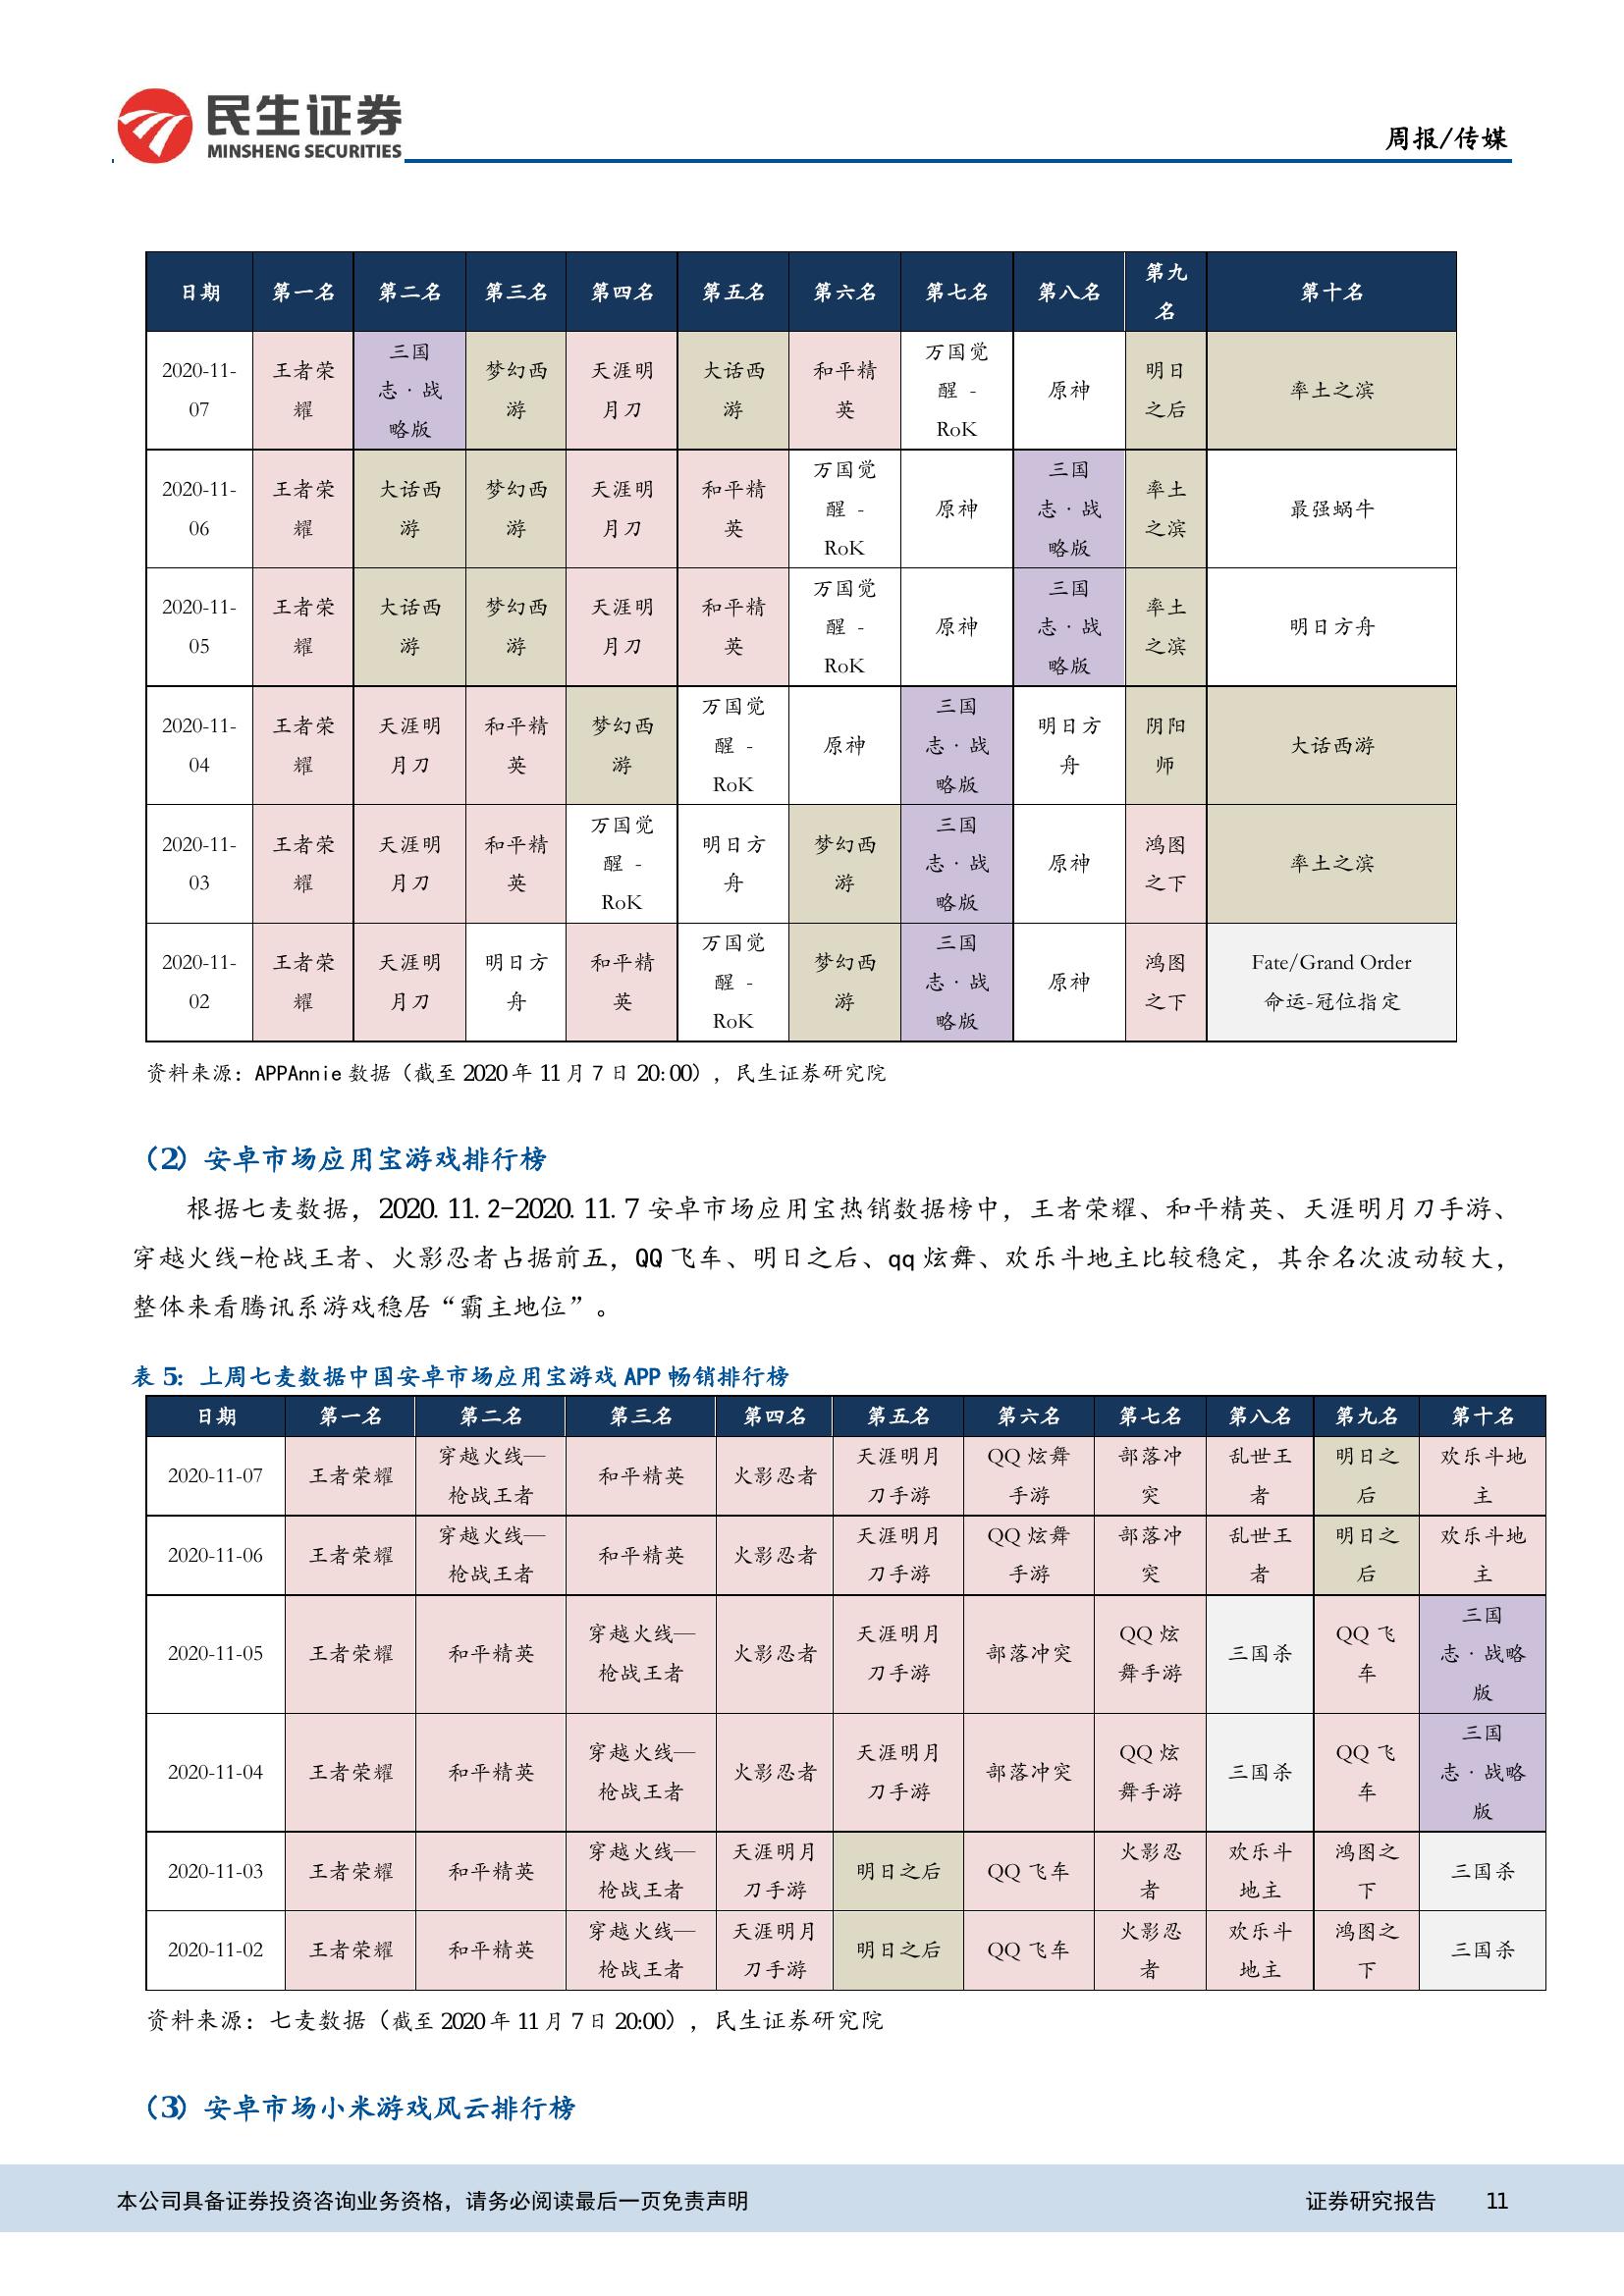 民生证券
MINSHENG SECURITIES
周报/传媒
日期 第一名 第二名 第三名 第四名 第五名 第六名 第七名 第八名 第九名 第十名
2020-11-07 王者荣耀 三国志·战略版 梦幻西游 天涯明月刀 大话西游 和平精英 万国觉醒 - RoK 原神 明日之后 率土之滨
2020-11-06 王者荣耀 大话西游 梦幻西游 天涯明月刀 和平精英 万国觉醒 - RoK 原神 三国志·战略版 率土之滨 最强蜗牛
2020-11-05 王者荣耀 大话西游 梦幻西游 天涯明月刀 和平精英 万国觉醒 - RoK 原神 三国志·战略版 率土之滨 明日方舟
2020-11-04 王者荣耀 天涯明月刀 和平精英 梦幻西游 万国觉醒 - RoK 原神 三国志·战略版 明日方舟 阴阳师 大话西游
2020-11-03 王者荣耀 天涯明月刀 和平精英 万国觉醒 - RoK 明日方舟 梦幻西游 三国志·战略版 原神 鸿图之下 率土之滨
2020-11-02 王者荣耀 天涯明月刀 明日方舟 和平精英 万国觉醒 - RoK 梦幻西游 三国志·战略版 原神 鸿图之下 Fate/Grand Order 命运-冠位指定
资料来源：APPAnnie 数据（截至 2020 年 11 月 7 日 20:00），民生证券研究院
（2）安卓市场应用宝游戏排行榜
根据七麦数据，2020.11.2-2020.11.7 安卓市场应用宝热销数据榜中，王者荣耀、和平精英、天涯明月刀手游、
穿越火线-枪战王者、火影忍者占据前五，QQ 飞车、明日之后、qq 炫舞、欢乐斗地主比较稳定，其余名次波动较大，
整体来看腾讯系游戏稳居“霸主地位”。
表 5：上周七麦数据中国安卓市场应用宝游戏 APP 畅销排行榜
日期 第一名 第二名 第三名 第四名 第五名 第六名 第七名 第八名 第九名 第十名
2020-11-07 王者荣耀 穿越火线—枪战王者 和平精英 火影忍者 天涯明月刀手游 QQ 炫舞手游 部落冲突 乱世王者 明日之后 欢乐斗地主
2020-11-06 王者荣耀 穿越火线—枪战王者 和平精英 火影忍者 天涯明月刀手游 QQ 炫舞手游 部落冲突 乱世王者 明日之后 欢乐斗地主
2020-11-05 王者荣耀 和平精英 穿越火线—枪战王者 火影忍者 天涯明月刀手游 部落冲突 QQ 炫舞手游 三国杀 QQ 飞车 三国志·战略版
2020-11-04 王者荣耀 和平精英 穿越火线—枪战王者 火影忍者 天涯明月刀手游 部落冲突 QQ 炫舞手游 三国杀 QQ 飞车 三国志·战略版
2020-11-03 王者荣耀 和平精英 穿越火线—枪战王者 天涯明月刀手游 明日之后 QQ 飞车 火影忍者 欢乐斗地主 鸿图之下 三国杀
2020-11-02 王者荣耀 和平精英 穿越火线—枪战王者 天涯明月刀手游 明日之后 QQ 飞车 火影忍者 欢乐斗地主 鸿图之下 三国杀
资料来源：七麦数据（截至 2020 年 11 月 7 日 20:00），民生证券研究院
（3）安卓市场小米游戏风云排行榜
本公司具备证券投资咨询业务资格，请务必阅读最后一页免责声明
证券研究报告 11